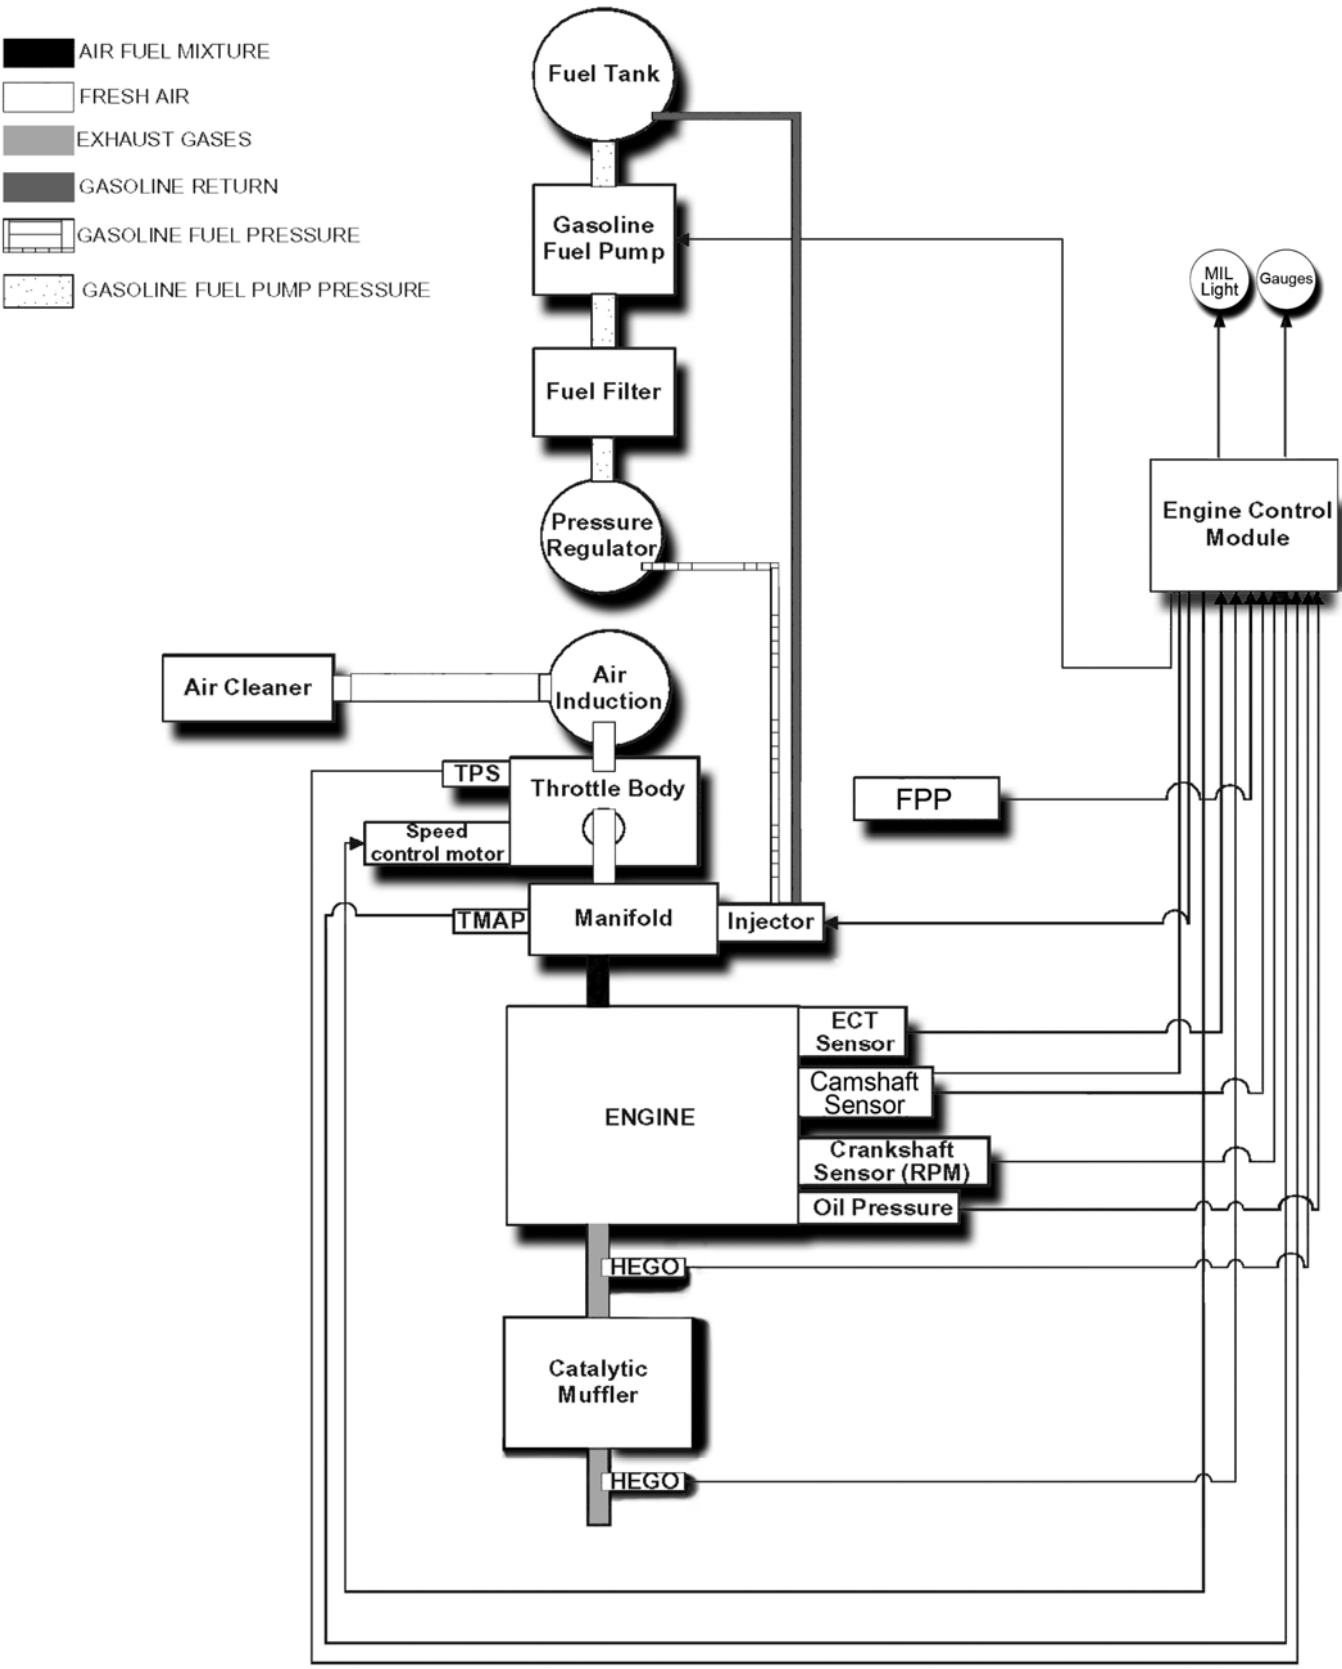 AIR FUEL MIXTURE
FRESH AIR
EXHAUST GASES
GASOLINE RETURN
GASOLINE FUEL PRESSURE
GASOLINE FUEL PUMP PRESSURE
Fuel Tank
Gasoline
Fuel Pump
Fuel Filter
Pressure
Regulator
MIL
Light
Gauges
Engine Control
Module
Air Cleaner
Air
Induction
TPS
Throttle Body
Speed
control motor
FPP
TMAP
Manifold
Injector
ENGINE
ECT
Sensor
Camshaft
Sensor
Crankshaft
Sensor (RPM)
Oil Pressure
HEGO
Catalytic
Muffler
HEGO